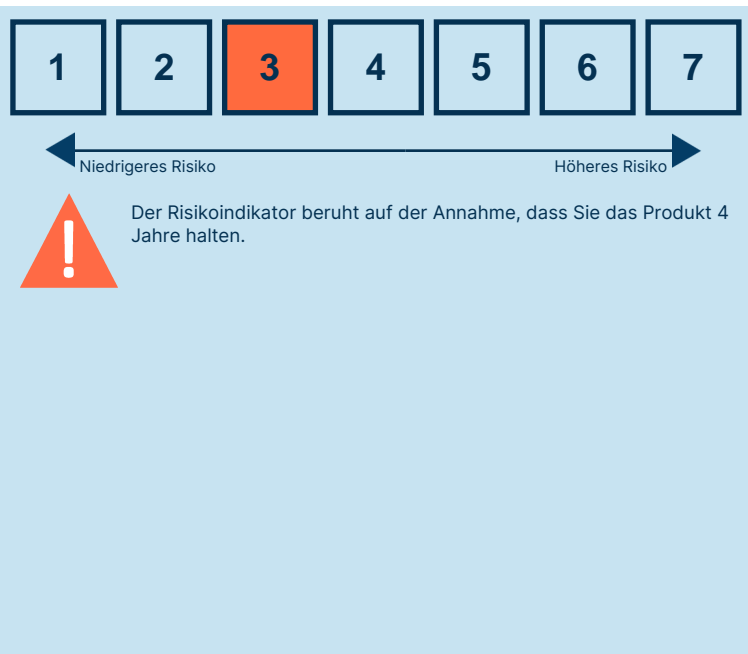 1 2 3 4 5 6 7
Niedrigeres Risiko Höheres Risiko
!
Der Risikoindikator beruht auf der Annahme, dass Sie das Produkt 4
Jahre halten.